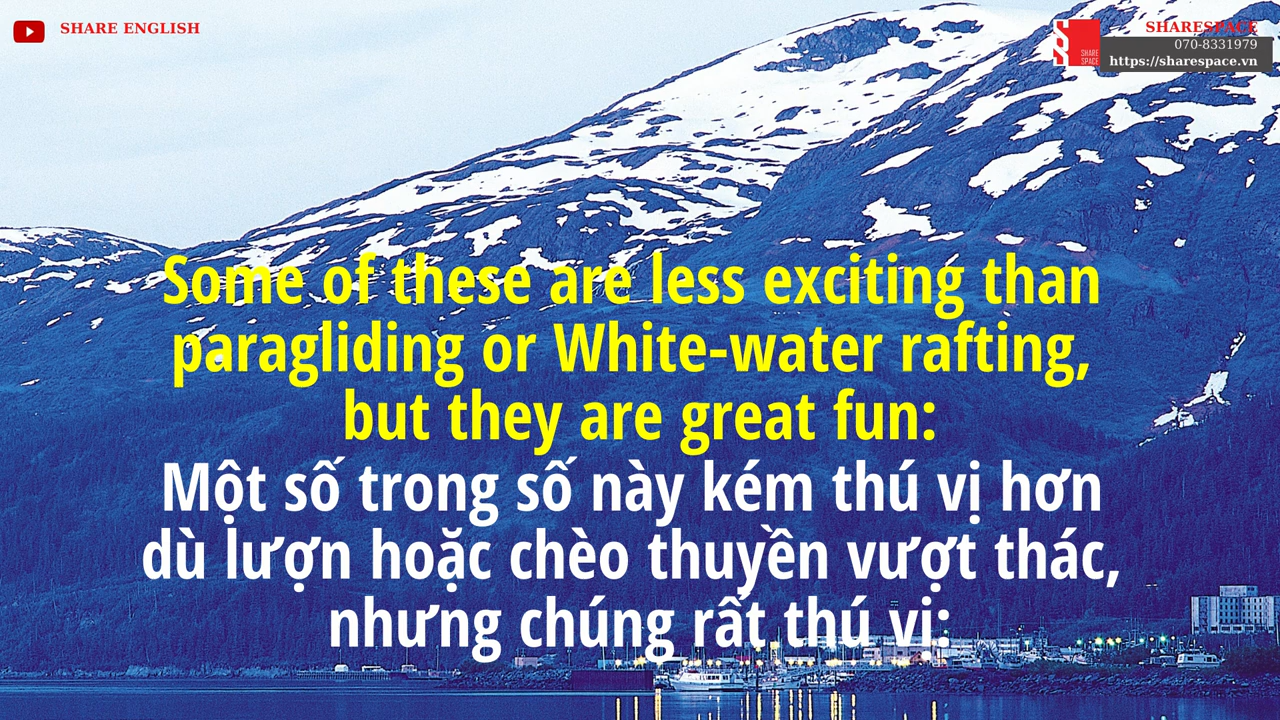 SHARE ENGLISH
SHARESPACE
070-8331979
https://sharespace.vn
SHARE
SPACE
Some of these are less exciting than
paragliding or White-water rafting,
but they are great fun:
Một số trong số này kém thú vị hơn
dù lượn hoặc chèo thuyền vượt thác,
nhưng chúng rất thú vị: